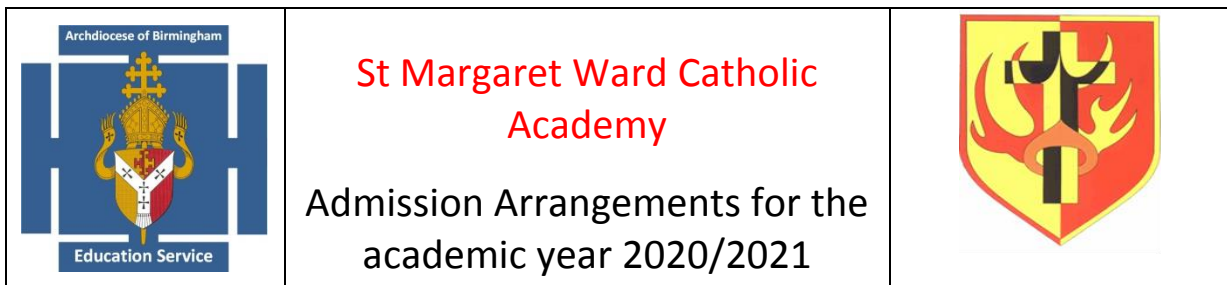 Archdiocese of Birmingham
Education Service
St Margaret Ward Catholic
Academy
Admission Arrangements for the
academic year 2020/2021